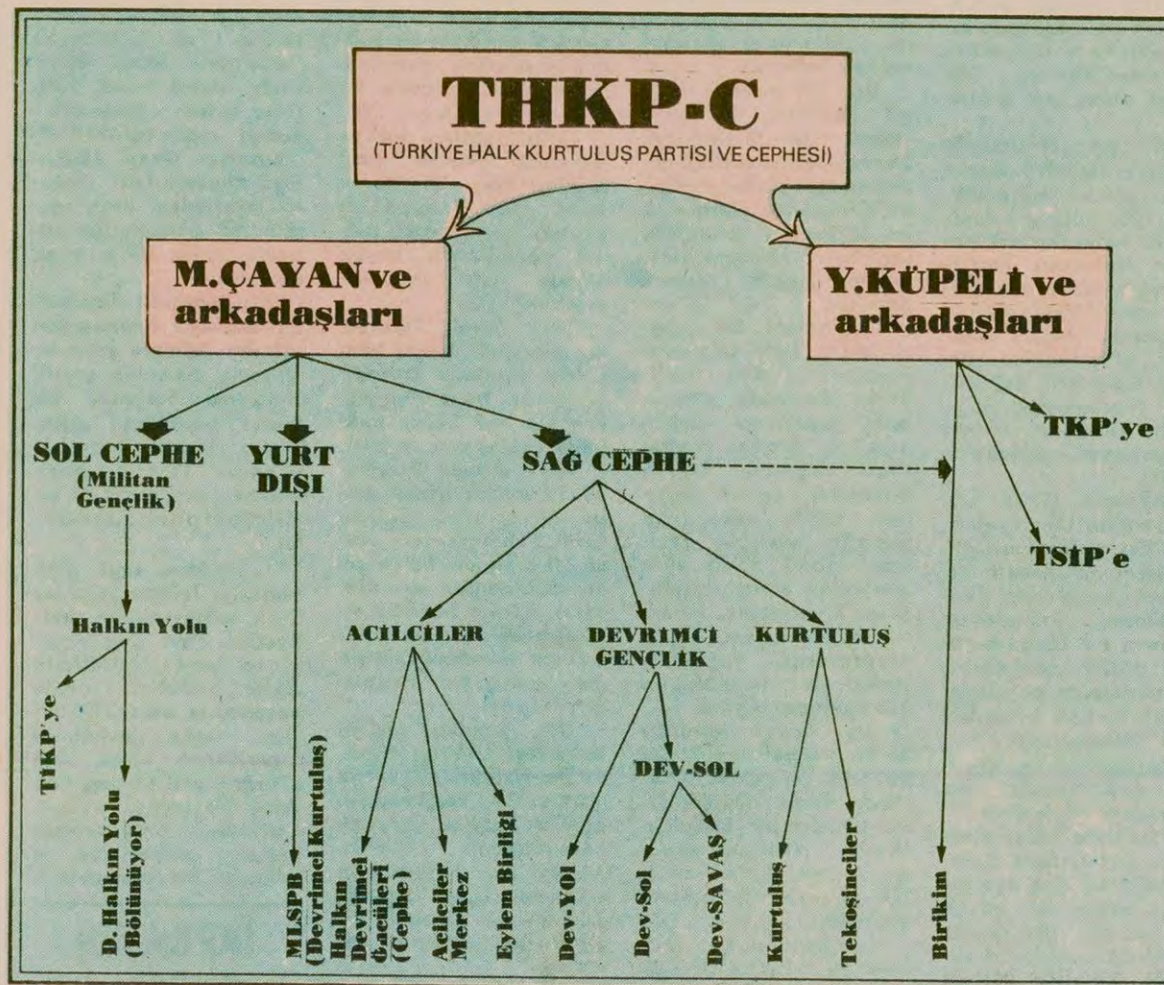 THKP-C
(TÜRKİYE HALK KURTULUŞ PARTİSİ VE CEPHESİ)
M.ÇAYAN ve
arkadaşları
Y.KÜPELİ ve
arkadaşları
SOL CEPHE
(Militan
Gençlik)
YURT
DIŞI
SAĞ CEPHE
TKP'ye
TSİP'e
Halkın Yolu
ACİLCİLER
DEVRİMCİ
GENÇLİK
KURTULUŞ
DEV-SOL
TİKP'ye
D. Halkın Yolu
(Bölünüyor)
MLSPB
(Devrimci Kurtuluş)
Halkın
Devrimci
Öncüleri
(Cephe)
Acilciler
Merkez
Eylem Birliği
Dev-YOl
Dev-Sol
Dev-SAVAŞ
Kurtuluş
Tekoşinciler
Birikim